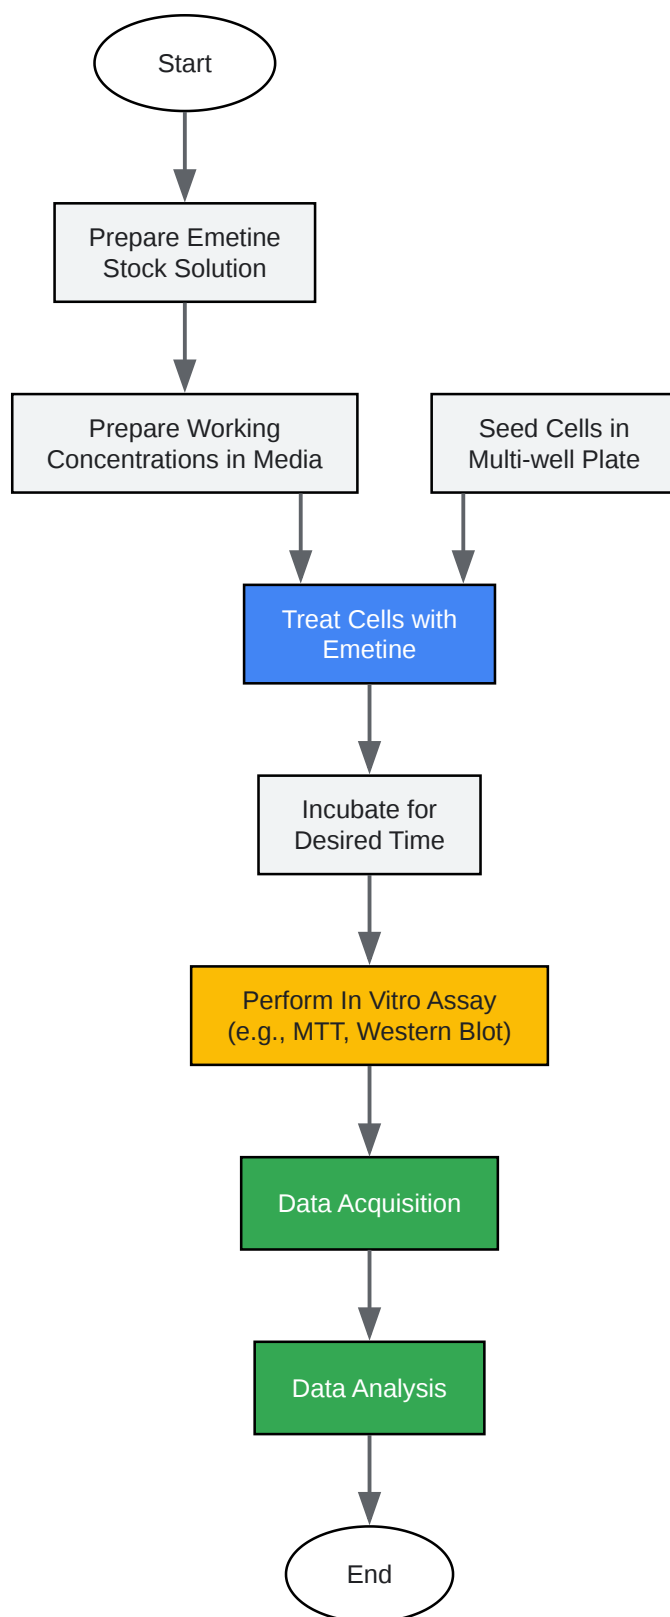 Start
Prepare Emetine
Stock Solution
Prepare Working
Concentrations in Media
Seed Cells in
Multi-well Plate
Treat Cells with
Emetine
Incubate for
Desired Time
Perform In Vitro Assay
(e.g., MTT, Western Blot)
Data Acquisition
Data Analysis
End